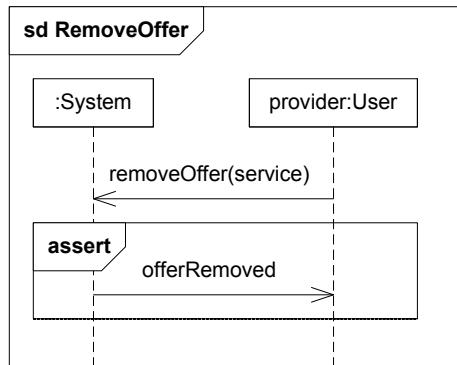 sd RemoveOffer
:System
provider:User
removeOffer(service)
assert
offerRemoved